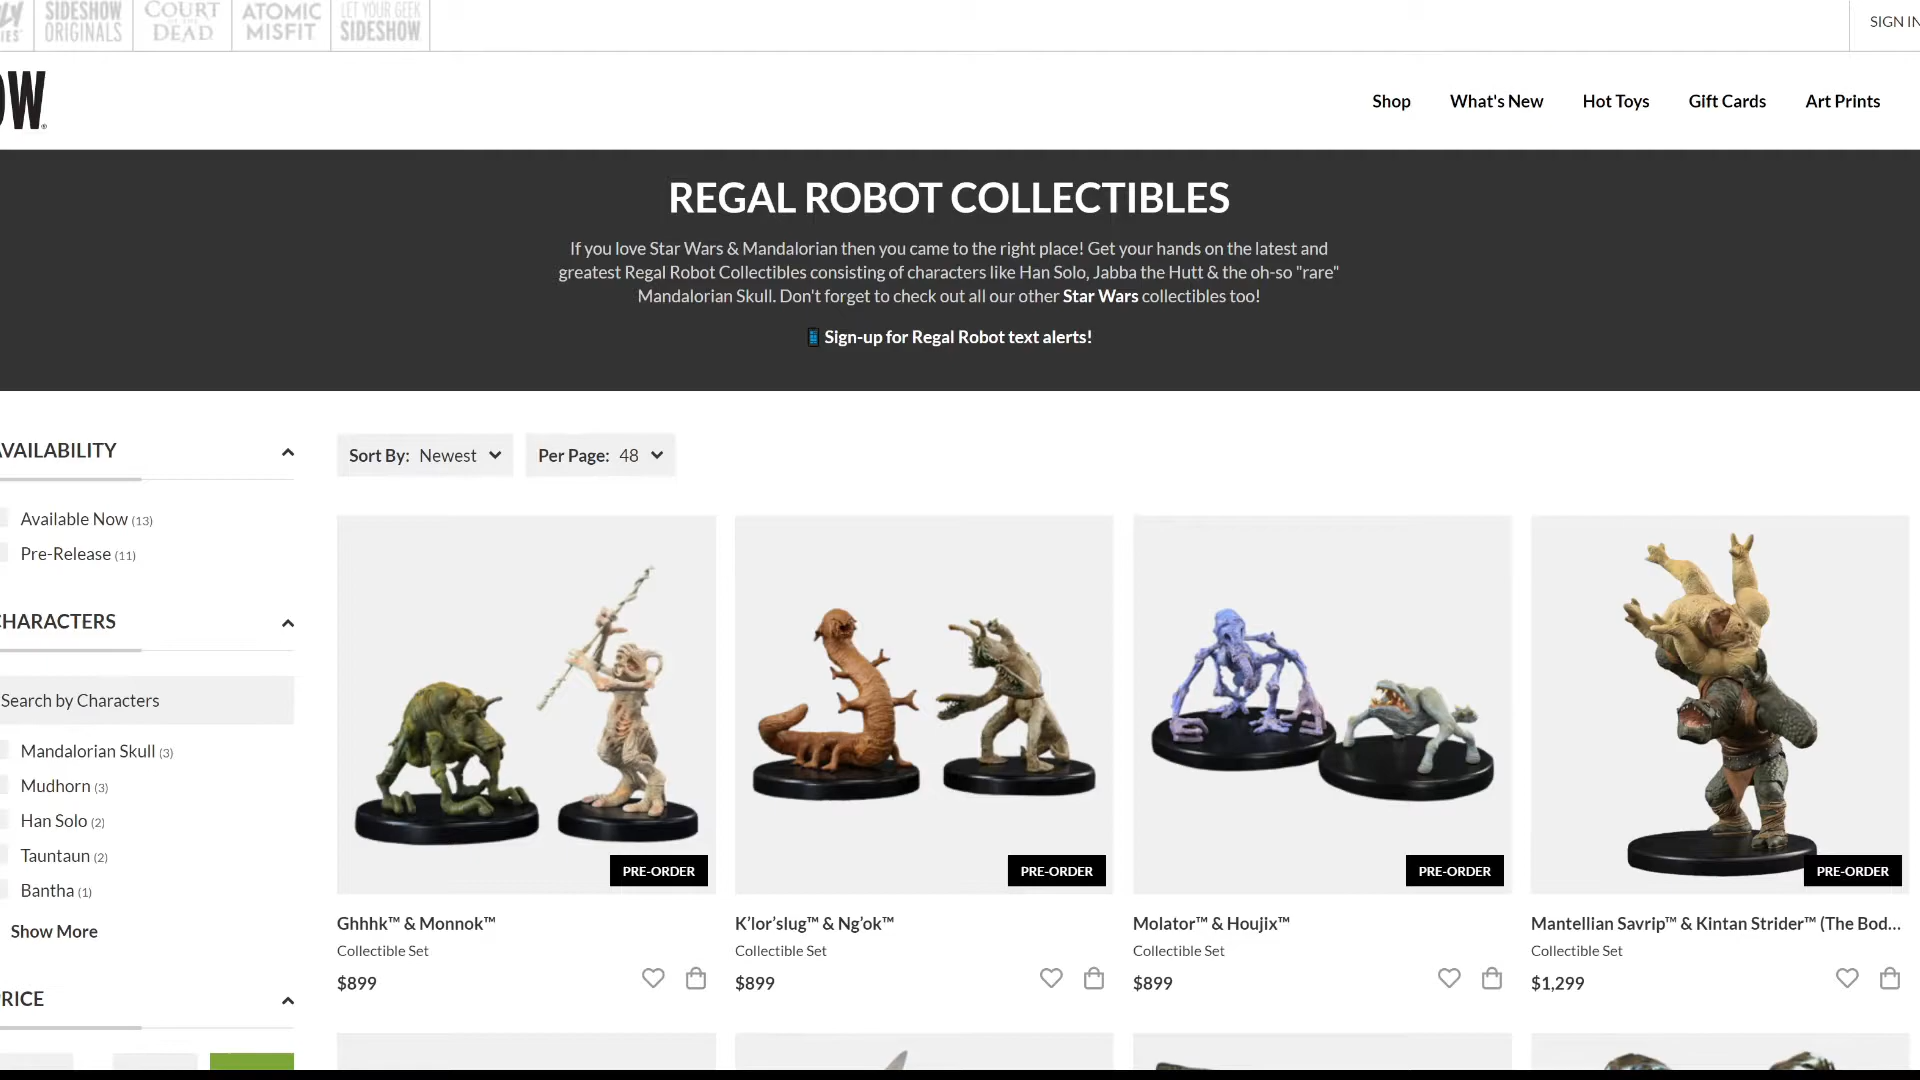 SIDESHOW
ORIGINALS
COURT
OF THE
DEAD
ATOMIC
MISFIT
LET YOUR GEEK
SIDESHOW
SIGN IN
OW
Shop
What's New
Hot Toys
Gift Cards
Art Prints
REGAL ROBOT COLLECTIBLES
If you love Star Wars & Mandalorian then you came to the right place! Get your hands on the latest and
greatest Regal Robot Collectibles consisting of characters like Han Solo, Jabba the Hutt & the oh-so "rare"
Mandalorian Skull. Don't forget to check out all our other Star Wars collectibles too!
Sign-up for Regal Robot text alerts!
AVAILABILITY
Available Now (13)
Pre-Release (11)
CHARACTERS
Search by Characters
Mandalorian Skull (3)
Mudhorn (3)
Han Solo (2)
Tauntaun (2)
Bantha (1)
Show More
PRICE
Sort By: Newest
Per Page: 48
PRE-ORDER
Ghhhk™ & Monnok™
Collectible Set
$899
PRE-ORDER
K'lor'slug™ & Ng'ok™
Collectible Set
$899
PRE-ORDER
Molator™ & Houjix™
Collectible Set
$899
PRE-ORDER
Mantellian Savrip™ & Kintan Strider™ (The Bod...
Collectible Set
$1,299